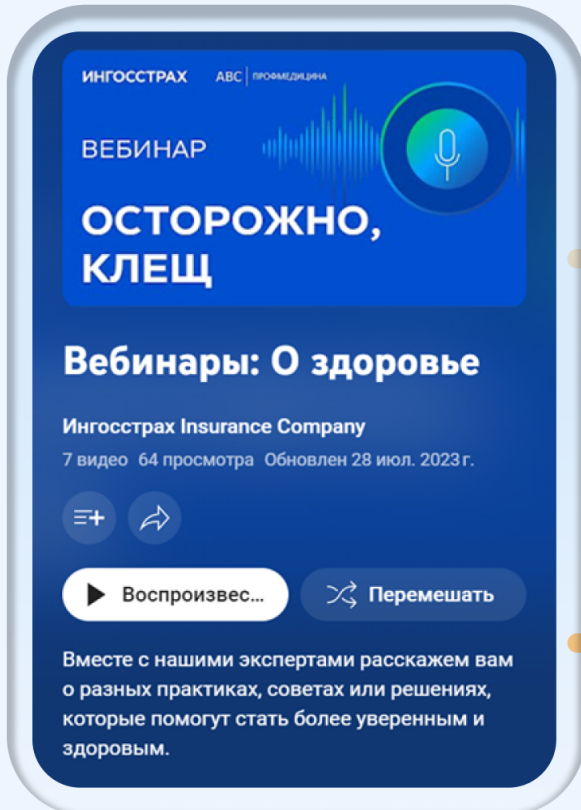 ИНГОССТРАХ АВС | ПРОФМЕДИЦИНА
ВЕБИНАР
ОСТОРОЖНО,
КЛЕЩ
Вебинары: О здоровье
Ингосстрах Insurance Company
7 видео 64 просмотра Обновлен 28 июл. 2023 г.
Воспроизвес... Перемешать
Вместе с нашими экспертами расскажем вам
о разных практиках, советах или решениях,
которые помогут стать более уверенным и
здоровым.